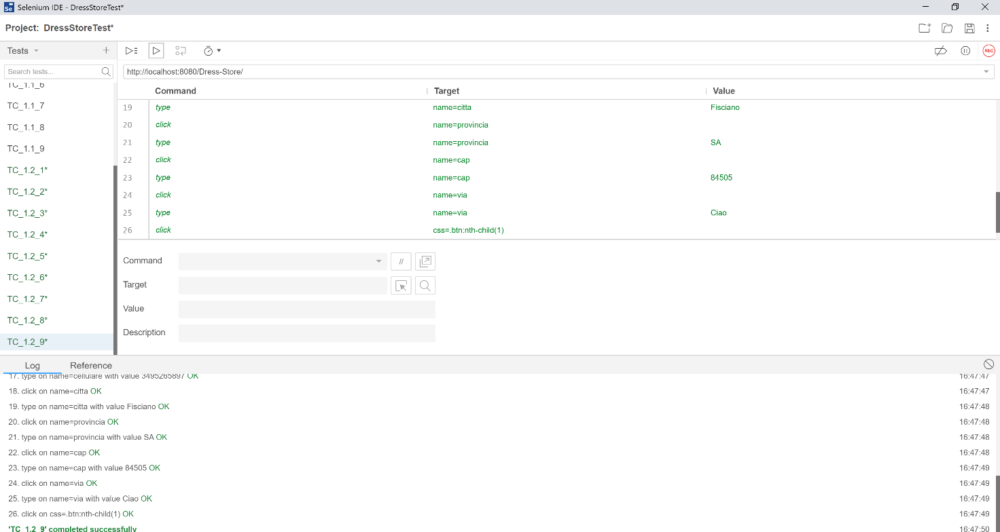 Se Selenium IDE - DressStoreTest*
Project: DressStoreTest*
Tests
Search tests...
http://localhost:8080/Dress-Store/
REC
TC_1.1_6
TC_1.1_7
TC_1.1_8
TC_1.1_9
TC_1.2_1*
TC_1.2_2*
TC_1.2_3*
TC_1.2_4*
TC_1.2_5*
TC_1.2_6*
TC_1.2_7*
TC_1.2_8*
TC_1.2_9*
Command Target Value
19 type name=citta Fisciano
20 click name=provincia
21 type name=provincia SA
22 click name=cap
23 type name=cap 84505
24 click name=via
25 type name=via Ciao
26 click css=.btn:nth-child(1)
Command //
Target
Value
Description
Log Reference
17. type on name=cellulare with value 3495265897 OK 16:47:47
18. click on name=citta OK 16:47:47
19. type on name=citta with value Fisciano OK 16:47:48
20. click on name=provincia OK 16:47:48
21. type on name=provincia with value SA OK 16:47:48
22. click on name=cap OK 16:47:48
23. type on name=cap with value 84505 OK 16:47:49
24. click on name=via OK 16:47:49
25. type on name=via with value Ciao OK 16:47:49
26. click on css=.btn:nth-child(1) OK 16:47:49
'TC_1.2_9' completed successfully 16:47:50